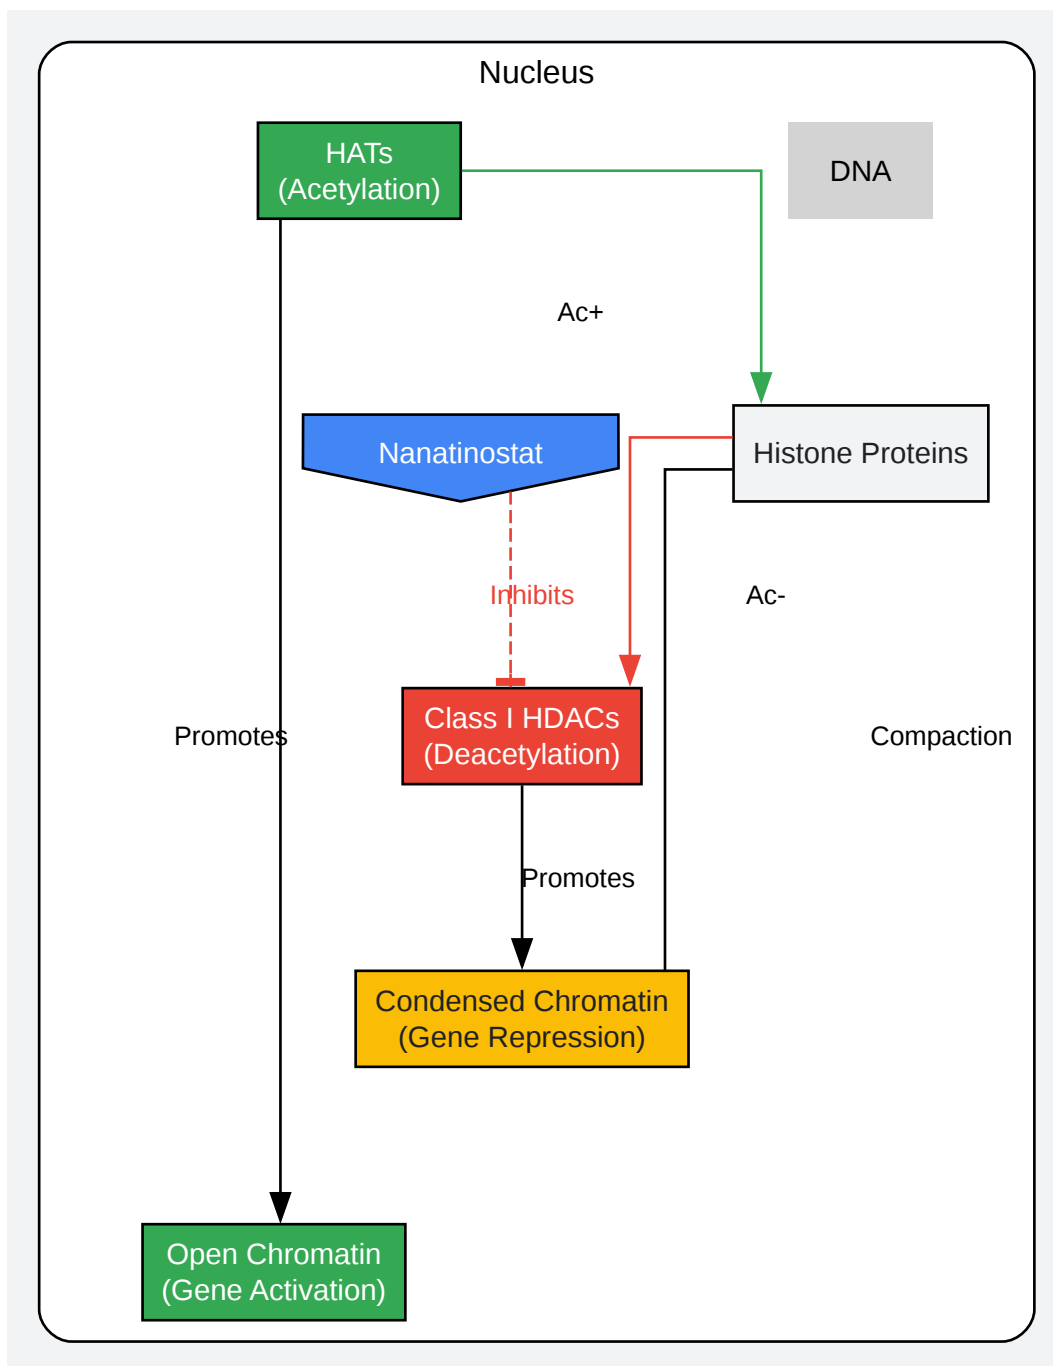 Nucleus
HATs
(Acetylation)
DNA
Ac+
Nanatinostat
Histone Proteins
Inhibits
Ac-
Class I HDACs
(Deacetylation)
Promotes
Compaction
Promotes
Condensed Chromatin
(Gene Repression)
Open Chromatin
(Gene Activation)